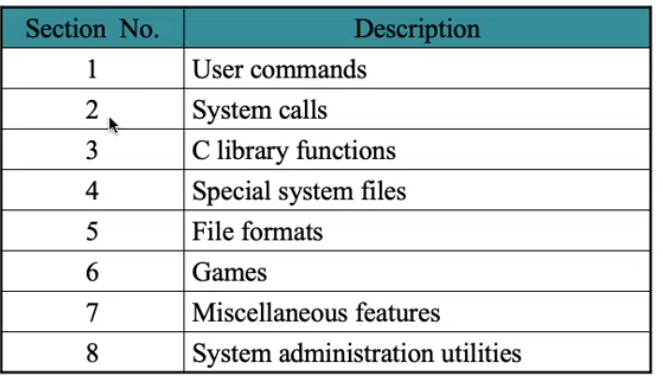 Section No. Description
1 User commands
2 System calls
3 C library functions
4 Special system files
5 File formats
6 Games
7 Miscellaneous features
8 System administration utilities